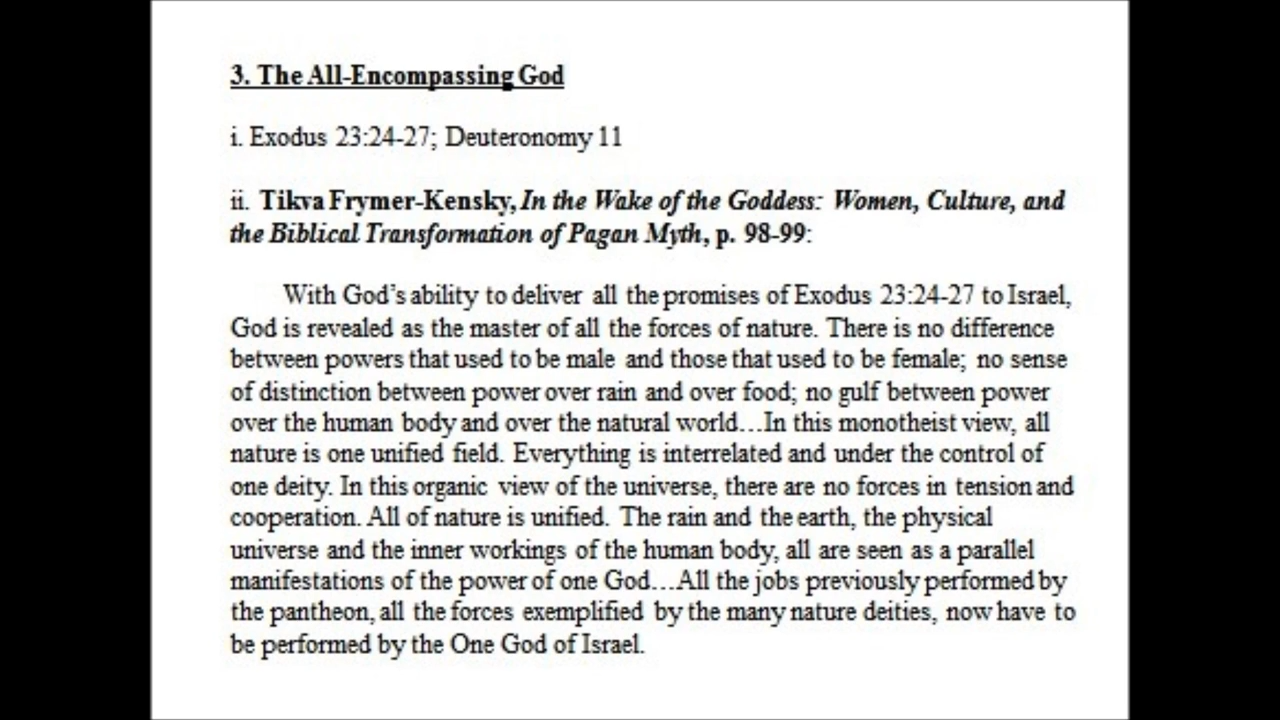 3. The All-Encompassing God
i. Exodus 23:24-27; Deuteronomy 11
ii. Tikva Frymer-Kensky, In the Wake of the Goddess: Women, Culture, and
the Biblical Transformation of Pagan Myth, p. 98-99:
With God’s ability to deliver all the promises of Exodus 23:24-27 to Israel,
God is revealed as the master of all the forces of nature. There is no difference
between powers that used to be male and those that used to be female; no sense
of distinction between power over rain and over food; no gulf between power
over the human body and over the natural world…In this monotheist view, all
nature is one unified field. Everything is interrelated and under the control of
one deity. In this organic view of the universe, there are no forces in tension and
cooperation. All of nature is unified. The rain and the earth, the physical
universe and the inner workings of the human body, all are seen as a parallel
manifestations of the power of one God…All the jobs previously performed by
the pantheon, all the forces exemplified by the many nature deities, now have to
be performed by the One God of Israel.